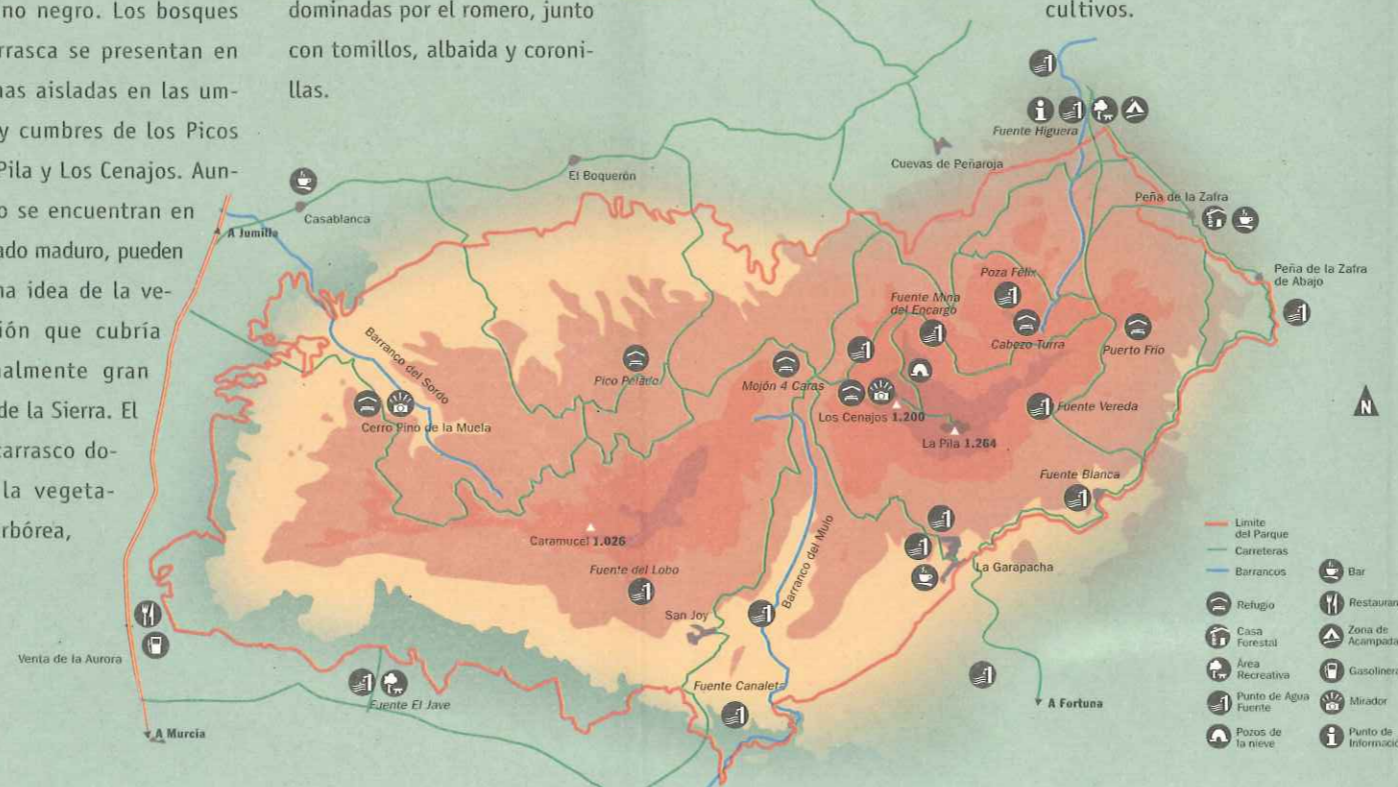 no negro. Los bosques
rrasca se presentan en
as aisladas en las um-
y cumbres de los Picos
Pila y Los Cenajos. Aun-
o se encuentran en
ado maduro, pueden
na idea de la ve-
ión que cubría
almente gran
de la Sierra. El
arrasco do-
la vegeta-
rbórea,
dominadas por el romero, junto
con tomillos, albaida y coroni-
llas.
cultivos.
Fuente Higuera
Cuevas de Peñaroja
El Boquerón
Casablanca
A Jumilla
Peña de la Zafra
Peña de la Zafra
de Abajo
Poza Félix
Fuente Mina
del Encargo
Cabezo Turra
Puerto Frío
Barranco del Sordo
Pico Pelado
Mojón 4 Caras
Los Cenajos 1.200
Fuente Vereda
Cerro Pino de la Muela
La Pila 1.264
N
Fuente Blanca
Caramucel 1.026
Barranco del Mulo
Fuente del Lobo
La Garapacha
San Joy
Venta de la Aurora
Fuente Canaleta
Fuente El Jave
A Fortuna
A Murcia
Límite
del Parque
Carreteras
Barrancos
Bar
Refugio
Restauran
Casa
Forestal
Zona de
Acampada
Área
Recreativa
Gasolinera
Punto de Agua
Fuente
Mirador
Pozos de
la nieve
Punto de
Informació